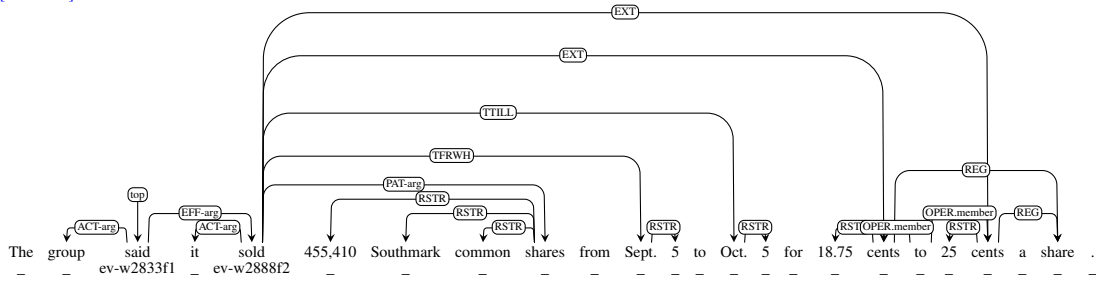 EXT
EXT
TTILL
TFRWH
REG
PAT-arg
top
RSTR
EFF-arg RSTR OPER.member REG
ACT-arg ACT-arg RSTR RSTR RSTR OPER.member RSTR
The group said it sold 455,410 Southmark common shares from Sept. 5 to Oct. 5 for 18.75 cents to 25 cents a share .
_ _ ev-w2833f1 _ ev-w2888f2 _ _ _ _ _ _ _ _ _ _ _ _ _ _ _ _ _ _ _